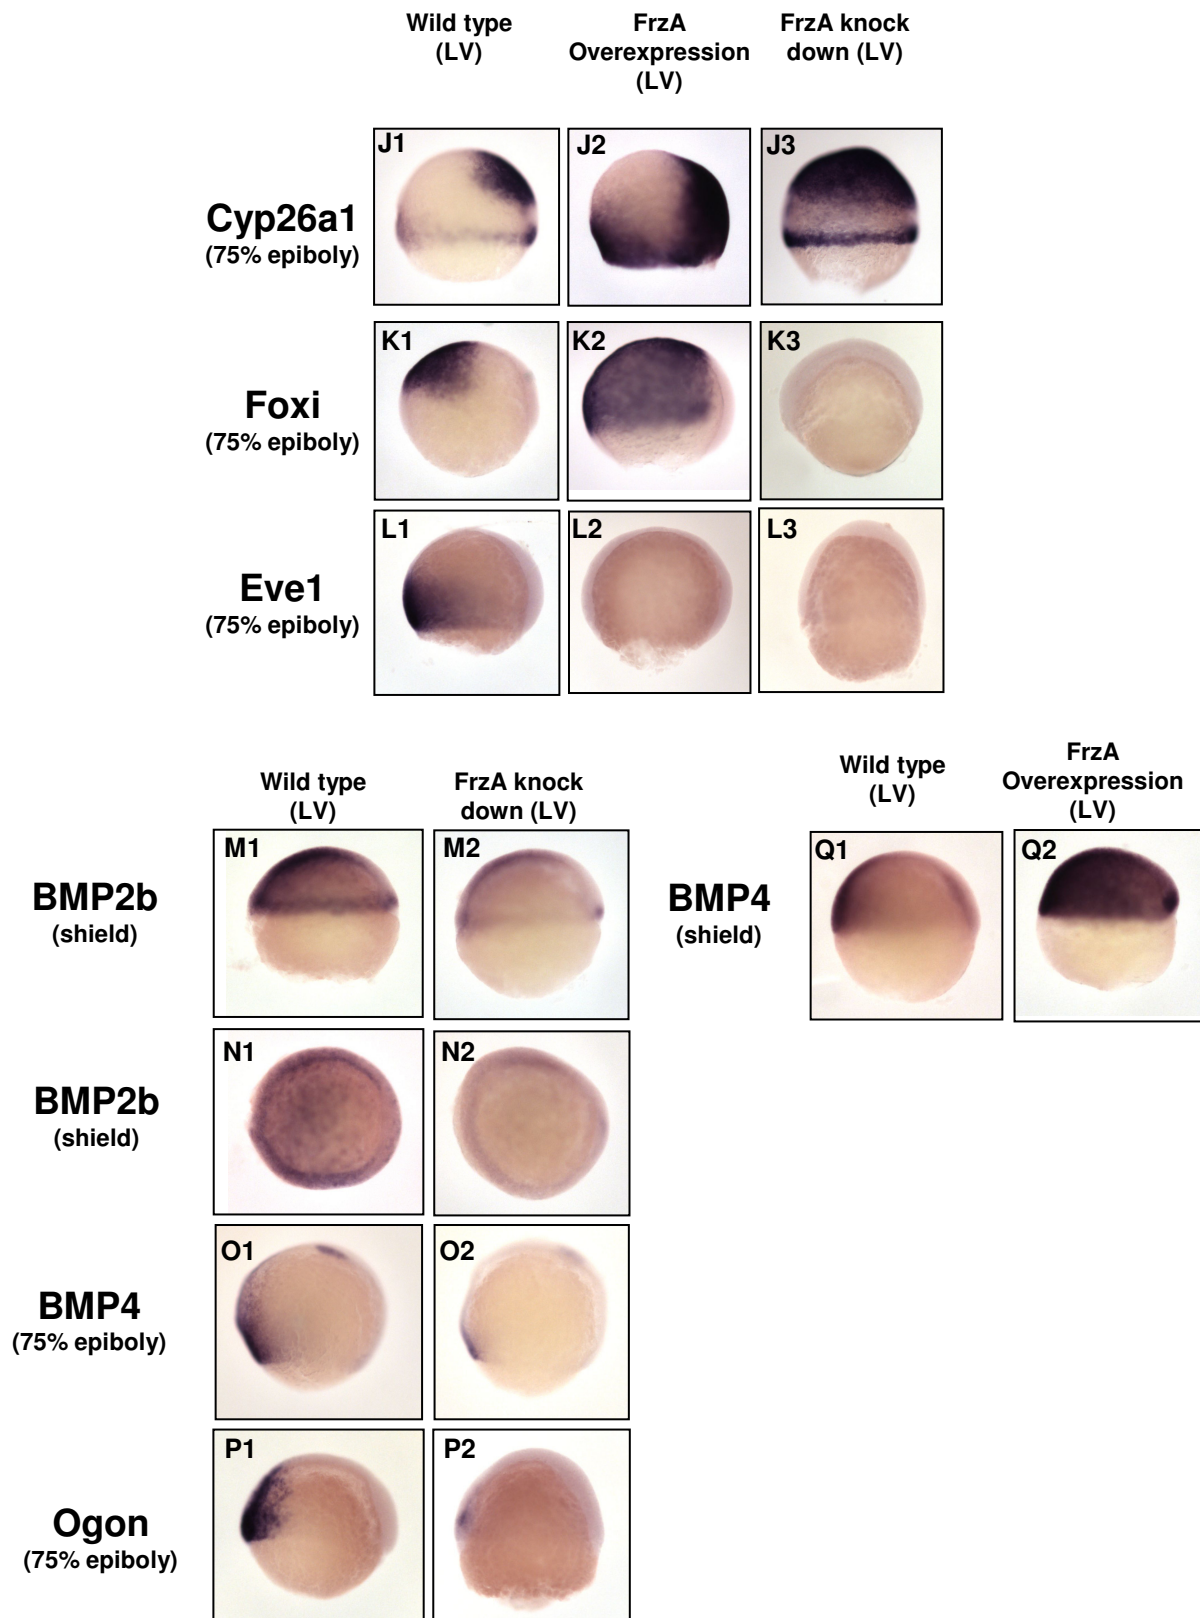 Wild type
(LV)
FrzA
Overexpression
(LV)
FrzA knock
down (LV)
J1
J2
J3
Cyp26a1
(75% epiboly)
K1
K2
K3
Foxi
(75% epiboly)
L1
L2
L3
Eve1
(75% epiboly)
Wild type
(LV)
FrzA knock
down (LV)
Wild type
(LV)
FrzA
Overexpression
(LV)
M1
M2
BMP2b
(shield)
Q1
Q2
BMP4
(shield)
N1
N2
BMP2b
(shield)
O1
O2
BMP4
(75% epiboly)
P1
P2
Ogon
(75% epiboly)